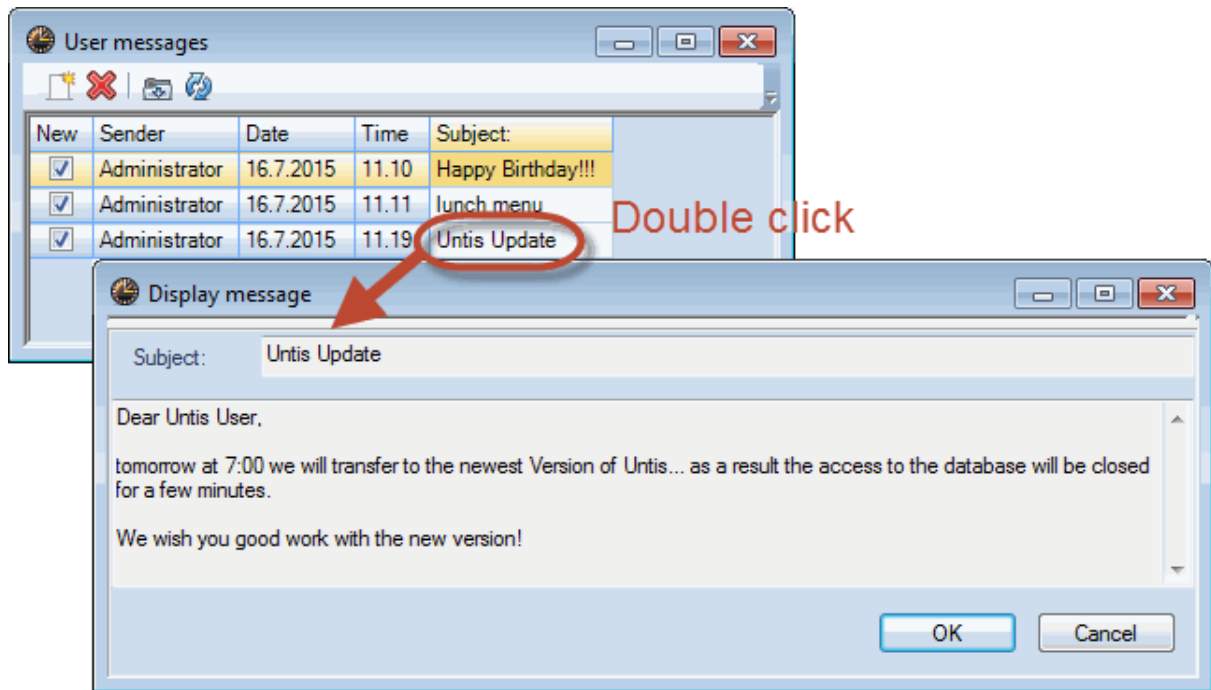 User messages
New Sender Date Time Subject:
Administrator 16.7.2015 11.10 Happy Birthday!!!
Administrator 16.7.2015 11.11 lunch menu
Administrator 16.7.2015 11.19 Untis Update
Double click
Display message
Subject: Untis Update
Dear Untis User,
tomorrow at 7:00 we will transfer to the newest Version of Untis... as a result the access to the database will be closed
for a few minutes.
We wish you good work with the new version!
OK Cancel